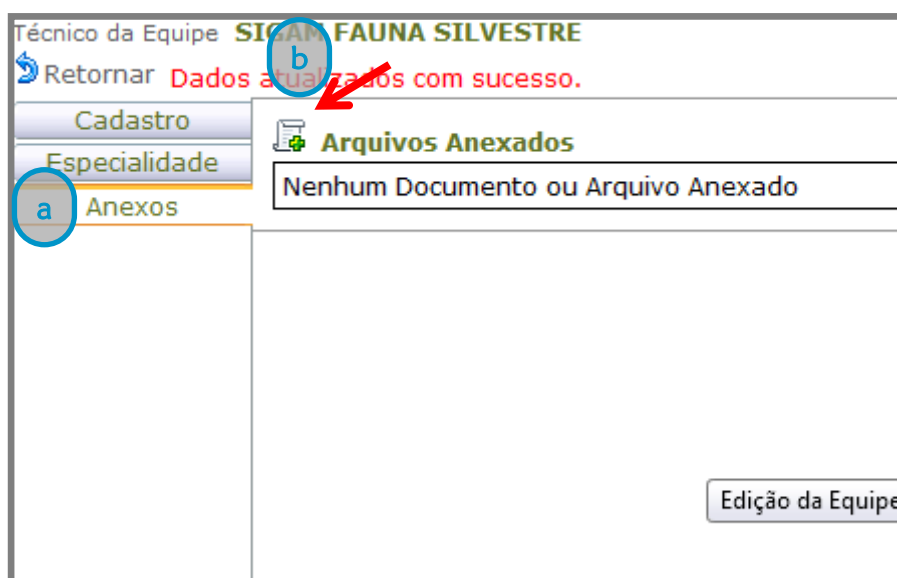 Técnico da Equipe SIGAM FAUNA SILVESTRE
b
Retornar Dados atualizados com sucesso.
Cadastro
Arquivos Anexados
Especialidade
Nenhum Documento ou Arquivo Anexado
a Anexos
Edição da Equipe